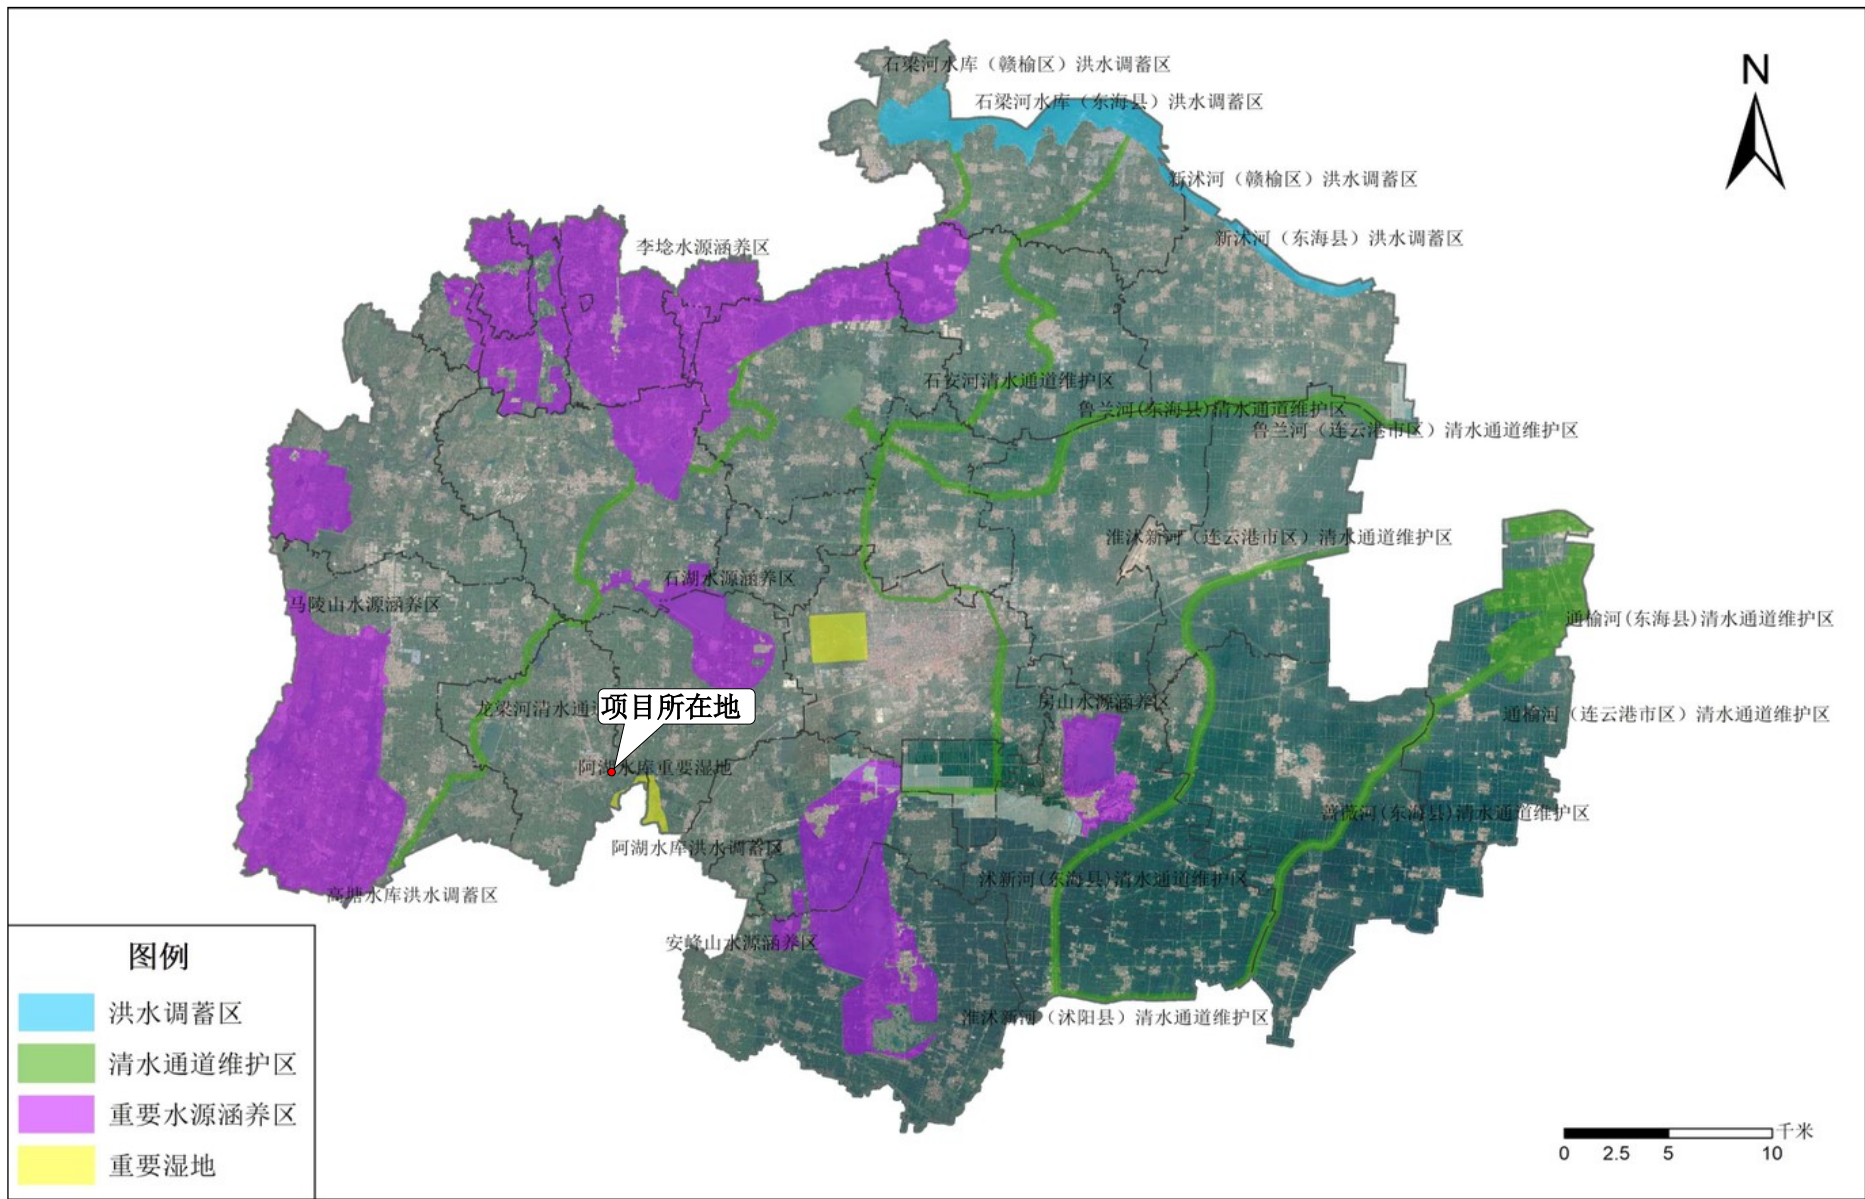 石梁河水库（赣榆区）洪水调蓄区
N
石梁河水库（东海县）洪水调蓄区
新沭河（赣榆区）洪水调蓄区
新沭河（东海县）洪水调蓄区
李埝水源涵养区
石安河清水通道维护区
鲁兰河(东海县)清水通道维护区
鲁兰河（连云港市区）清水通道维护区
淮沭新河（连云港市区）清水通道维护区
石湖水源涵养区
马陵山水源涵养区
通榆河(东海县)清水通道维护区
房山水源涵养区
龙梁河清水通道
项目所在地
通榆河（连云港市区）清水通道维护区
阿湖水库重要湿地
蔷薇河(东海县)清水通道维护区
阿湖水库洪水调蓄区
沭新河(东海县)清水通道维护区
高塘水库洪水调蓄区
安峰山水源涵养区
淮沭新河（沭阳县）清水通道维护区
图例
洪水调蓄区
清水通道维护区
重要水源涵养区
重要湿地
千米
0 2.5 5 10